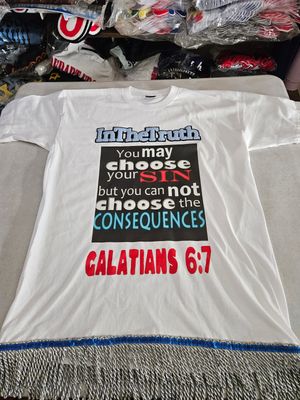 InTheTruth
You may
choose
your SIN
but you can not
choose the
CONSEQUENCES
GALATIANS 6:7